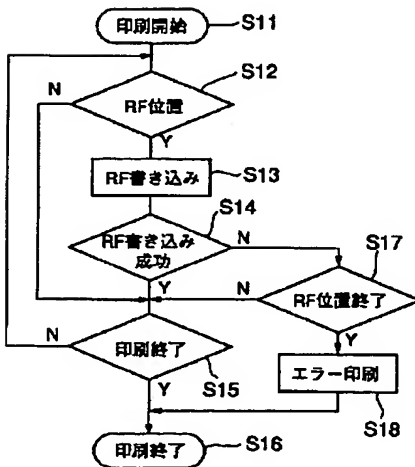 印刷開始 S11
S12
N RF位置
Y
RF書き込み S13
S14
RF書き込み
成功 N
Y
S17
N RF位置終了
Y
N 印刷終了
S15
Y
エラー印刷
S18
印刷終了 S16